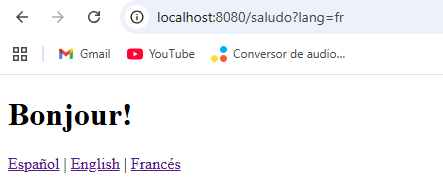 localhost:8080/saludo?lang=fr
Gmail YouTube Conversor de audio...
Bonjour!
Español | English | Francés